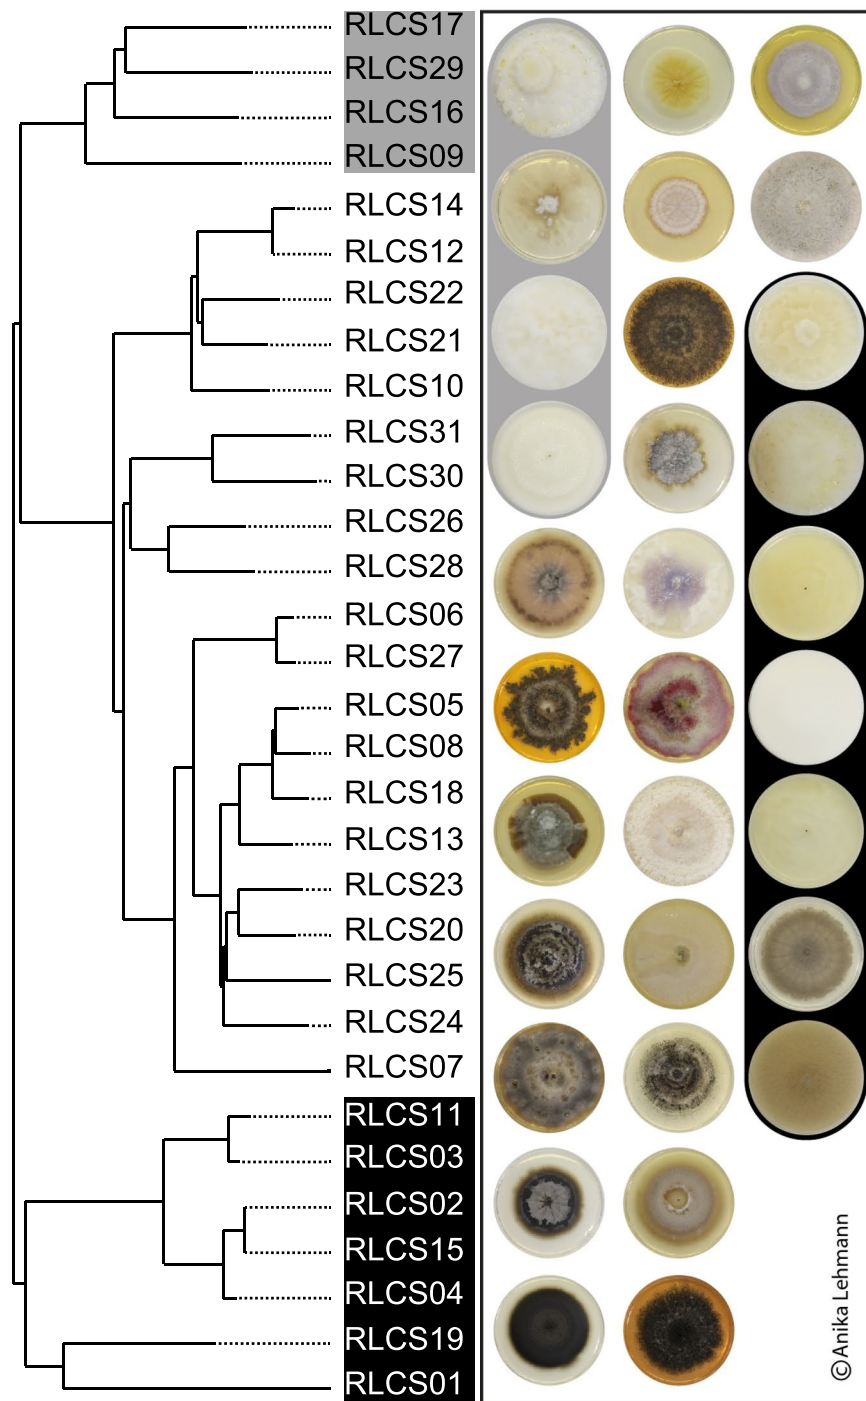 RLCS17
RLCS29
RLCS16
RLCS09
RLCS14
RLCS12
RLCS22
RLCS21
RLCS10
RLCS31
RLCS30
RLCS26
RLCS28
RLCS06
RLCS27
RLCS05
RLCS08
RLCS18
RLCS13
RLCS23
RLCS20
RLCS25
RLCS24
RLCS07
RLCS11
RLCS03
RLCS02
RLCS15
RLCS04
RLCS19
RLCS01
©Anika Lehmann